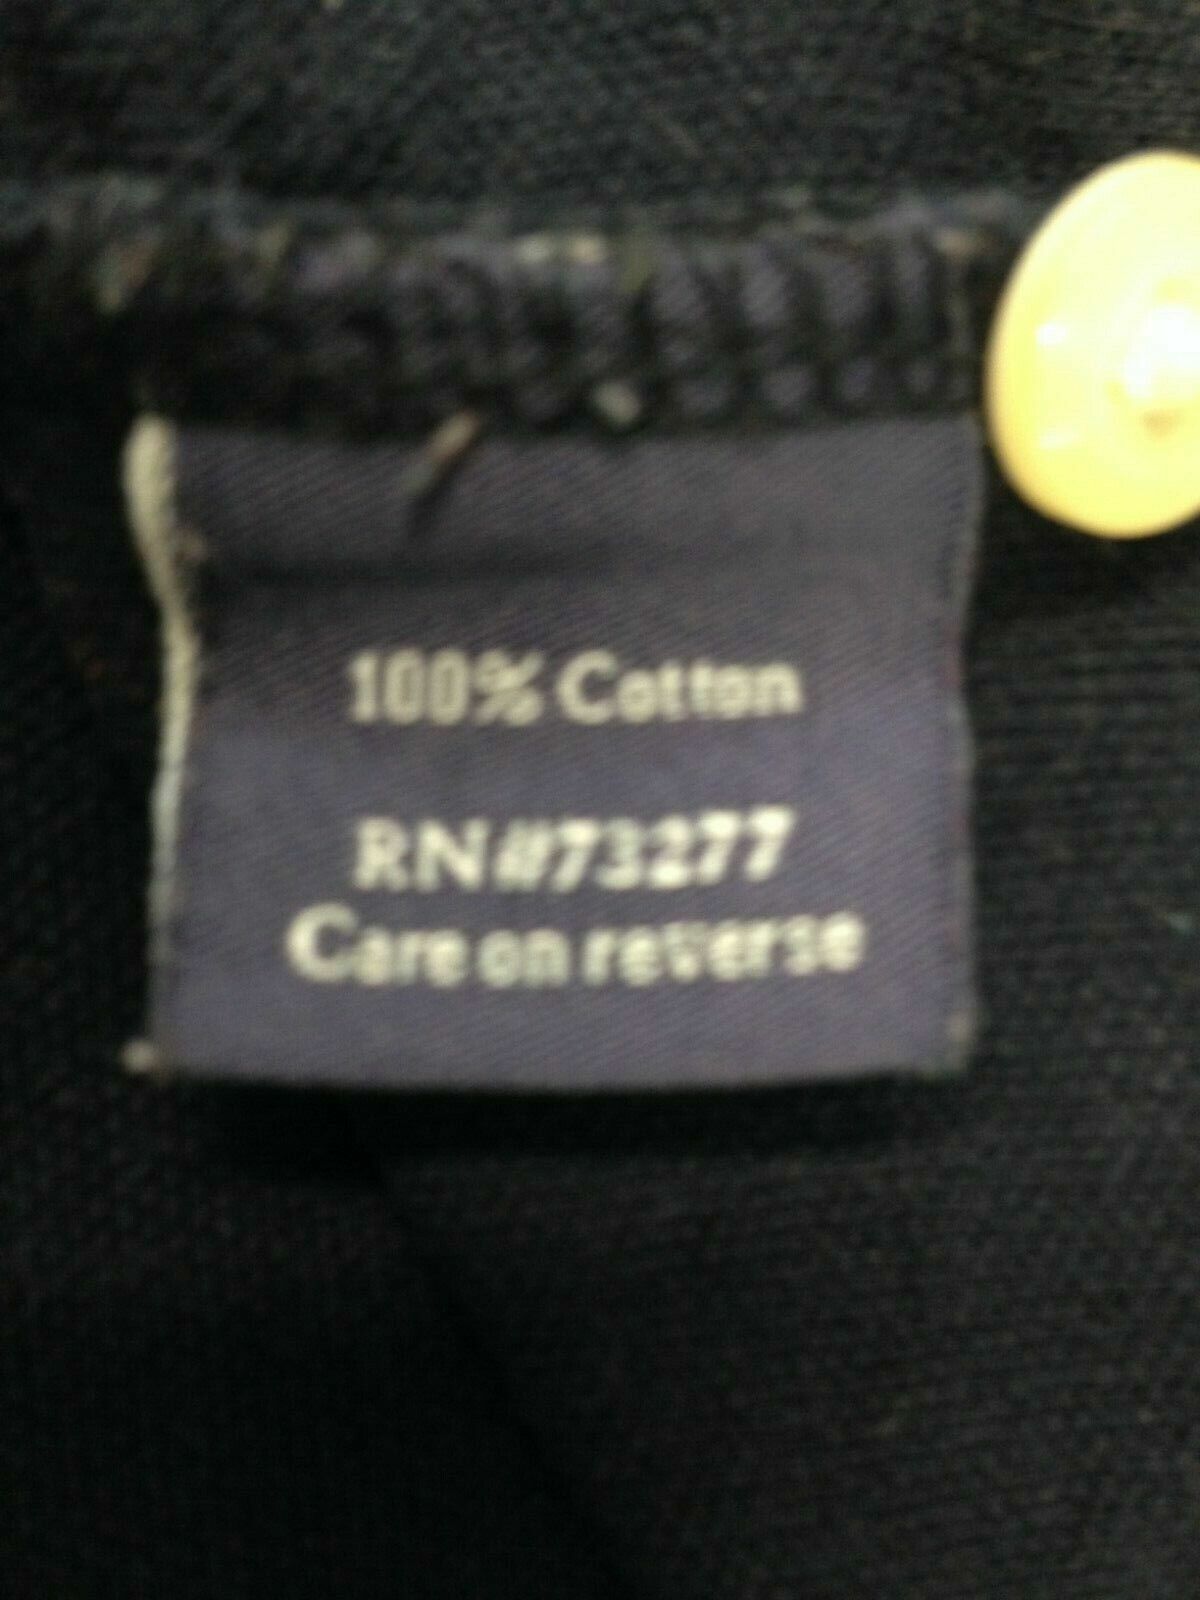 100% Cotton
RN#73277
Care on reverse